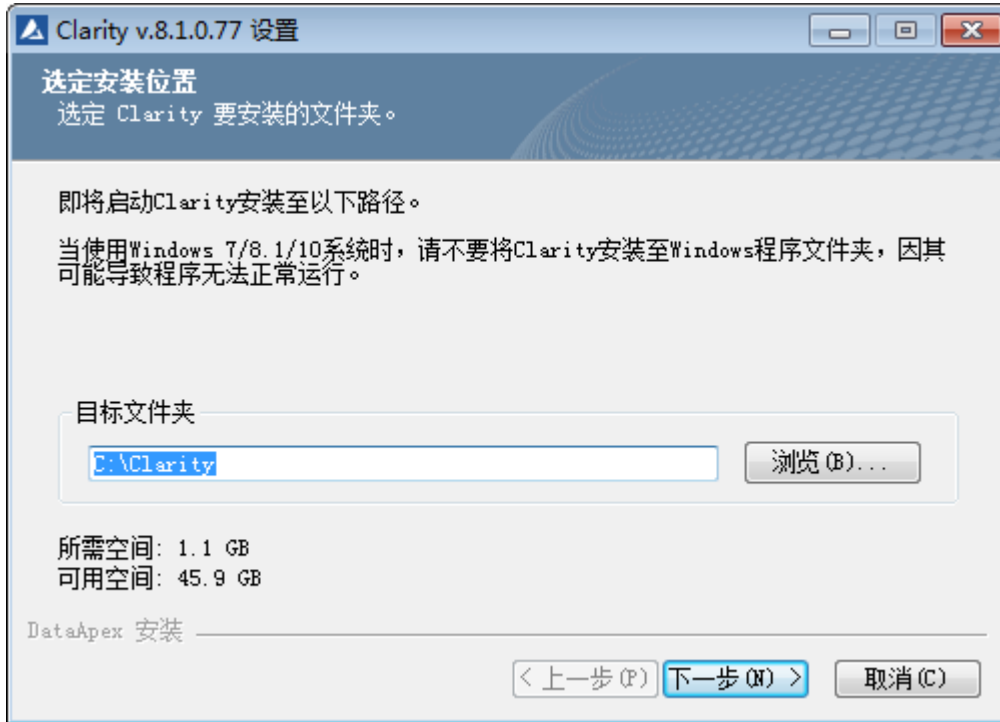 Clarity v.8.1.0.77 设置
选定安装位置
选定 Clarity 要安装的文件夹。
即将启动Clarity安装至以下路径。
当使用Windows 7/8.1/10系统时，请不要将Clarity安装至Windows程序文件夹，因其
可能导致程序无法正常运行。
目标文件夹
C:\Clarity
浏览(B)...
所需空间: 1.1 GB
可用空间: 45.9 GB
DataApex 安装
< 上一步(P)
下一步(N) >
取消(C)